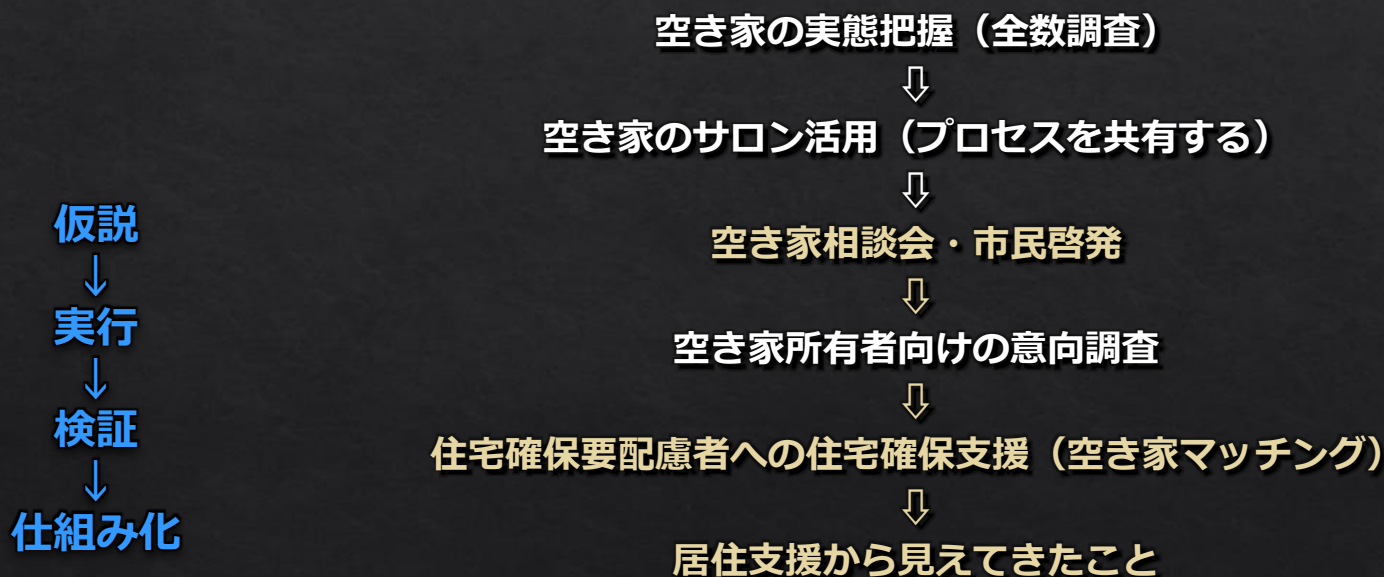 仮説
↓
実行
↓
検証
↓
仕組み化
空き家の実態把握（全数調査）
⇩
空き家のサロン活用（プロセスを共有する）
⇩
空き家相談会・市民啓発
⇩
空き家所有者向けの意向調査
⇩
住宅確保要配慮者への住宅確保支援（空き家マッチング）
⇩
居住支援から見えてきたこと